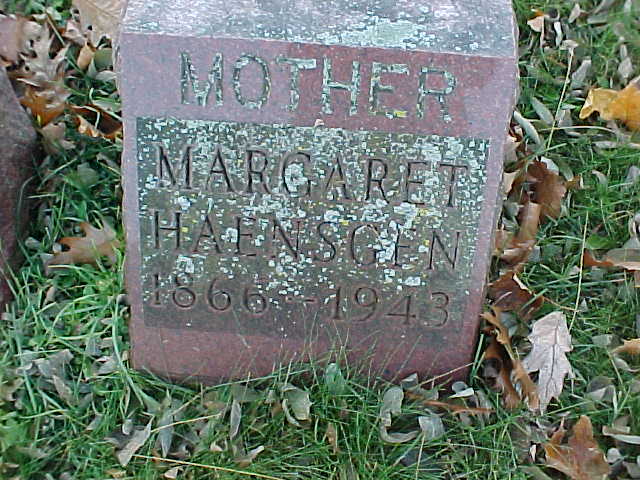 MOTHER
MARGARET
HAENSGEN
1866 - 1943